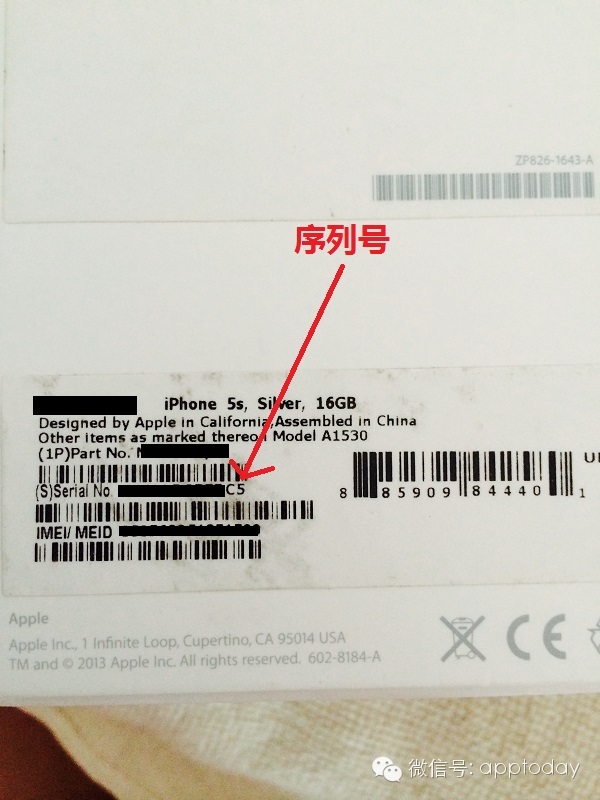 ZP826-1643-A
序列号
iPhone 5s, Silver, 16GB
Designed by Apple in California,Assembled in China
Other items as marked thereon Model A1530
(1P)Part No.
(S)Serial No. C5
8 85909 84440 1
IMEI/ MEID
Apple
Apple Inc., 1 Infinite Loop, Cupertino, CA 95014 USA
TM and © 2013 Apple Inc. All rights reserved. 602-8184-A
CE
微信号: apptoday